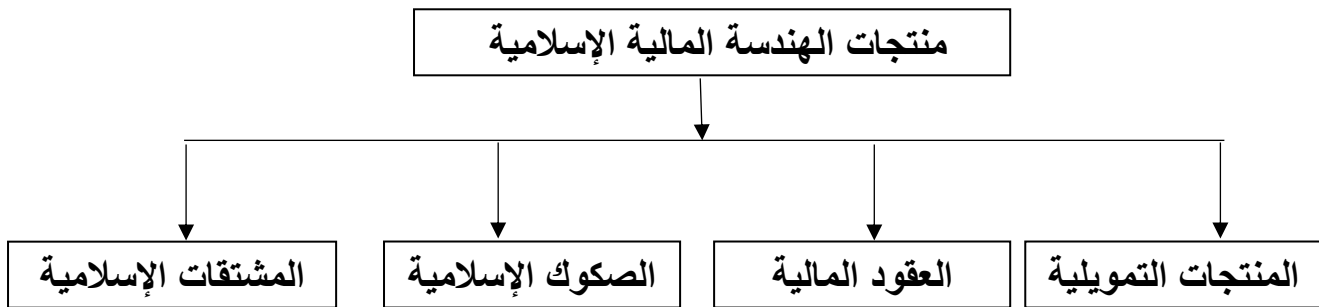 منتجات الهندسة المالية الإسلامية
المنتجات التمويلية
العقود المالية
الصكوك الإسلامية
المشتقات الإسلامية